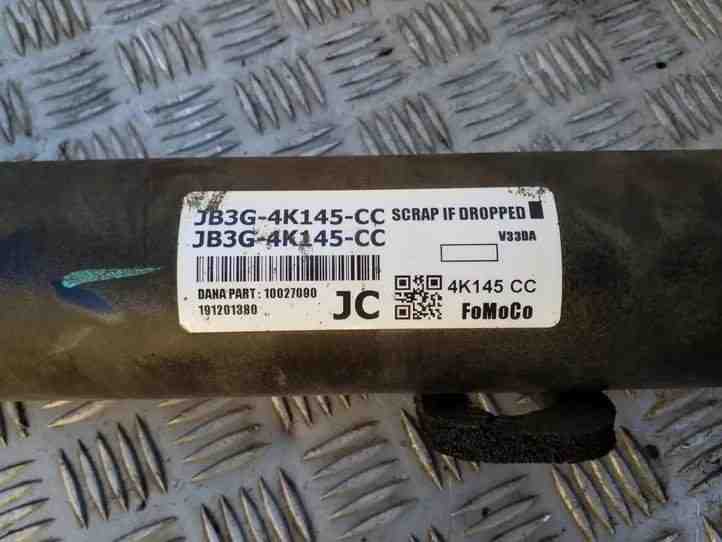 JB3G-4K145-CC SCRAP IF DROPPED
JB3G-4K145-CC V33DA
DANA PART : 10027090
191201380
JC
4K145 CC
FoMoCo